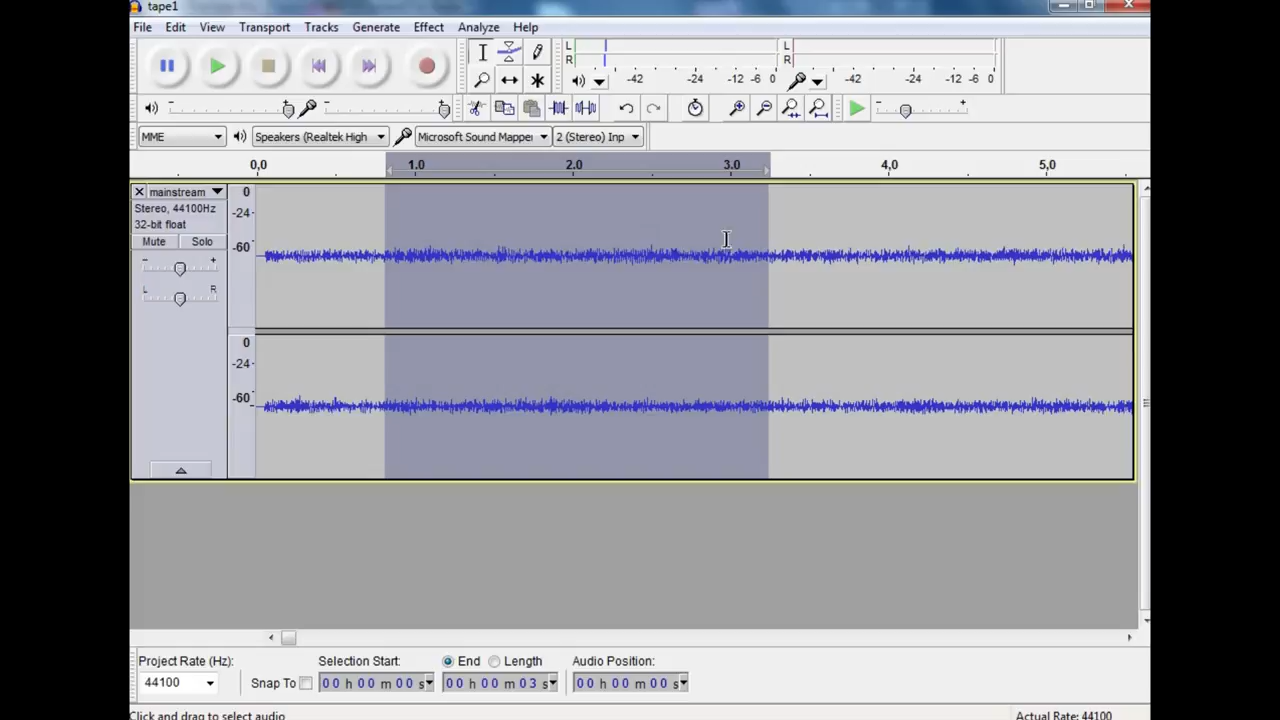 tape1
File Edit View Transport Tracks Generate Effect Analyze Help
L
R
-42 -24 -12 -6 0
L
R
-42 -24 -12 -6 0
- +
- +
- +
MME
Speakers (Realtek High
Microsoft Sound Mapper
2 (Stereo) Inp
0,0 1.0 2.0 3.0 4,0 5,0
mainstream
Stereo, 44100Hz
32-bit float
Mute Solo
- +
L R
0
-24
-60
0
-24
-60
Project Rate (Hz):
44100
Snap To
Selection Start:
00 h 00 m 00 s
End Length
00 h 00 m 03 s
Audio Position:
00 h 00 m 00 s
Click and drag to select audio
Actual Rate: 44100